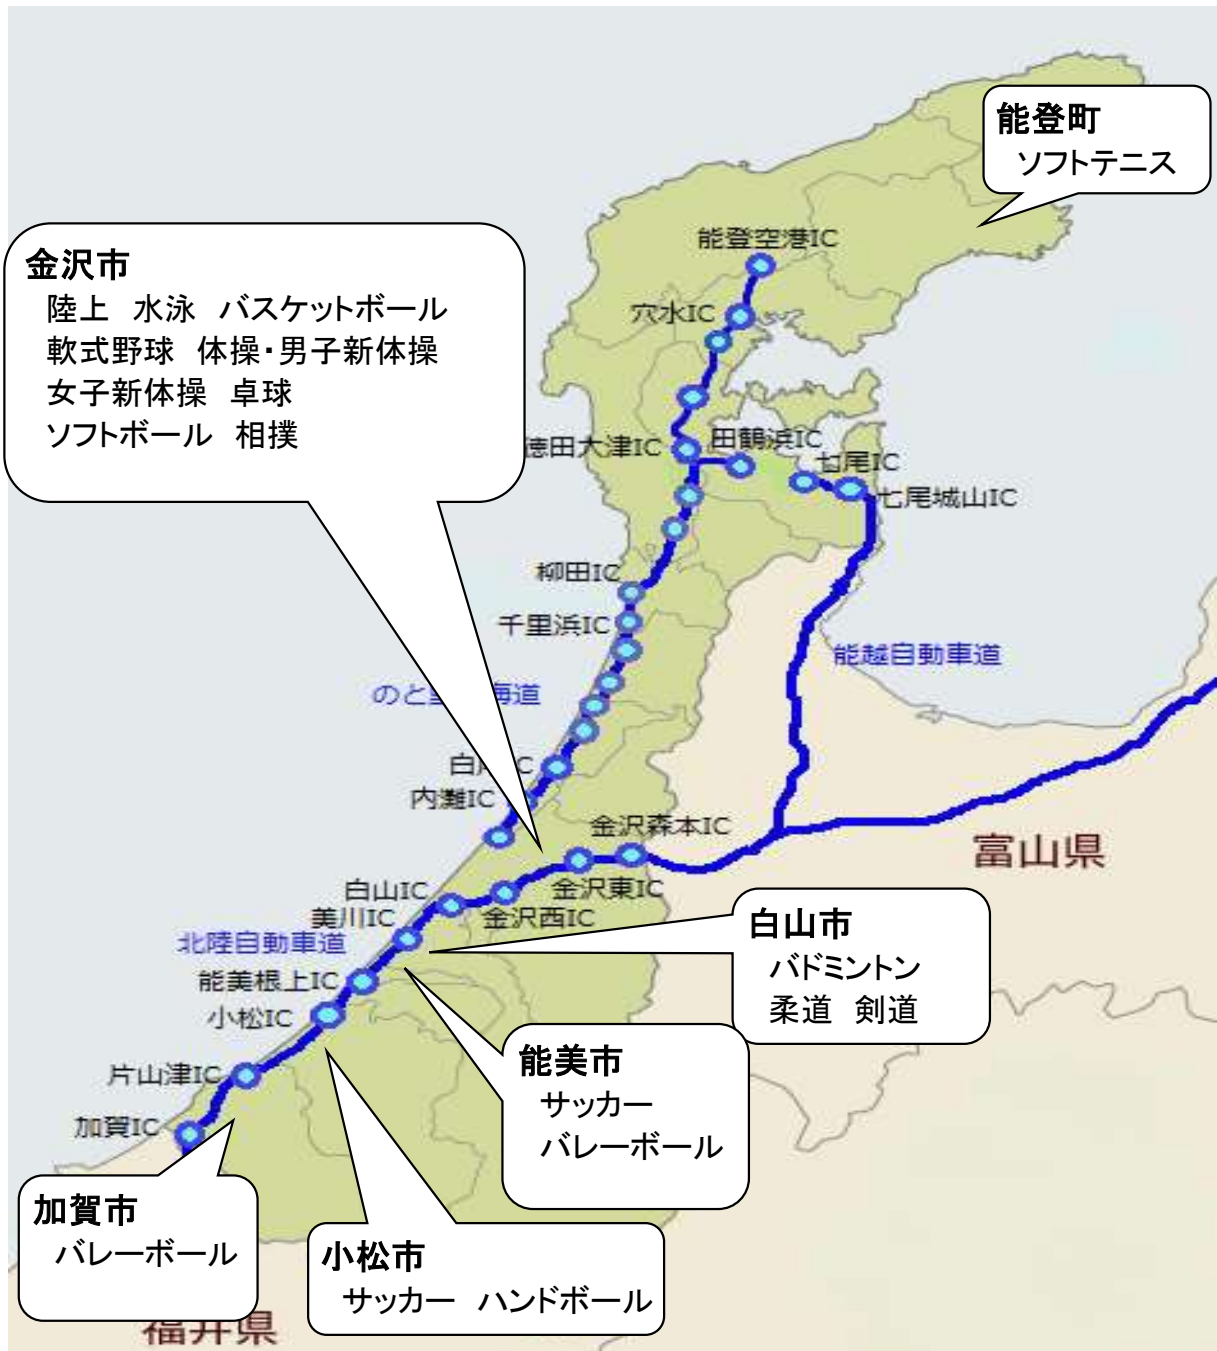 能登町
ソフトテニス
能登空港IC
金沢市
陸上 水泳 バスケットボール
軟式野球 体操・男子新体操
女子新体操 卓球
ソフトボール 相撲
穴水IC
徳田大津IC
田鶴浜IC
七尾IC
七尾城山IC
柳田IC
千里浜IC
能越自動車道
のと里 海道
白 IC
内灘IC
金沢森本IC
富山県
金沢東IC
白山IC
金沢西IC
美川IC
北陸自動車道
能美根上IC
小松IC
白山市
バドミントン
柔道 剣道
片山津IC
能美市
サッカー
バレーボール
加賀IC
加賀市
バレーボール
小松市
サッカー ハンドボール
福井県